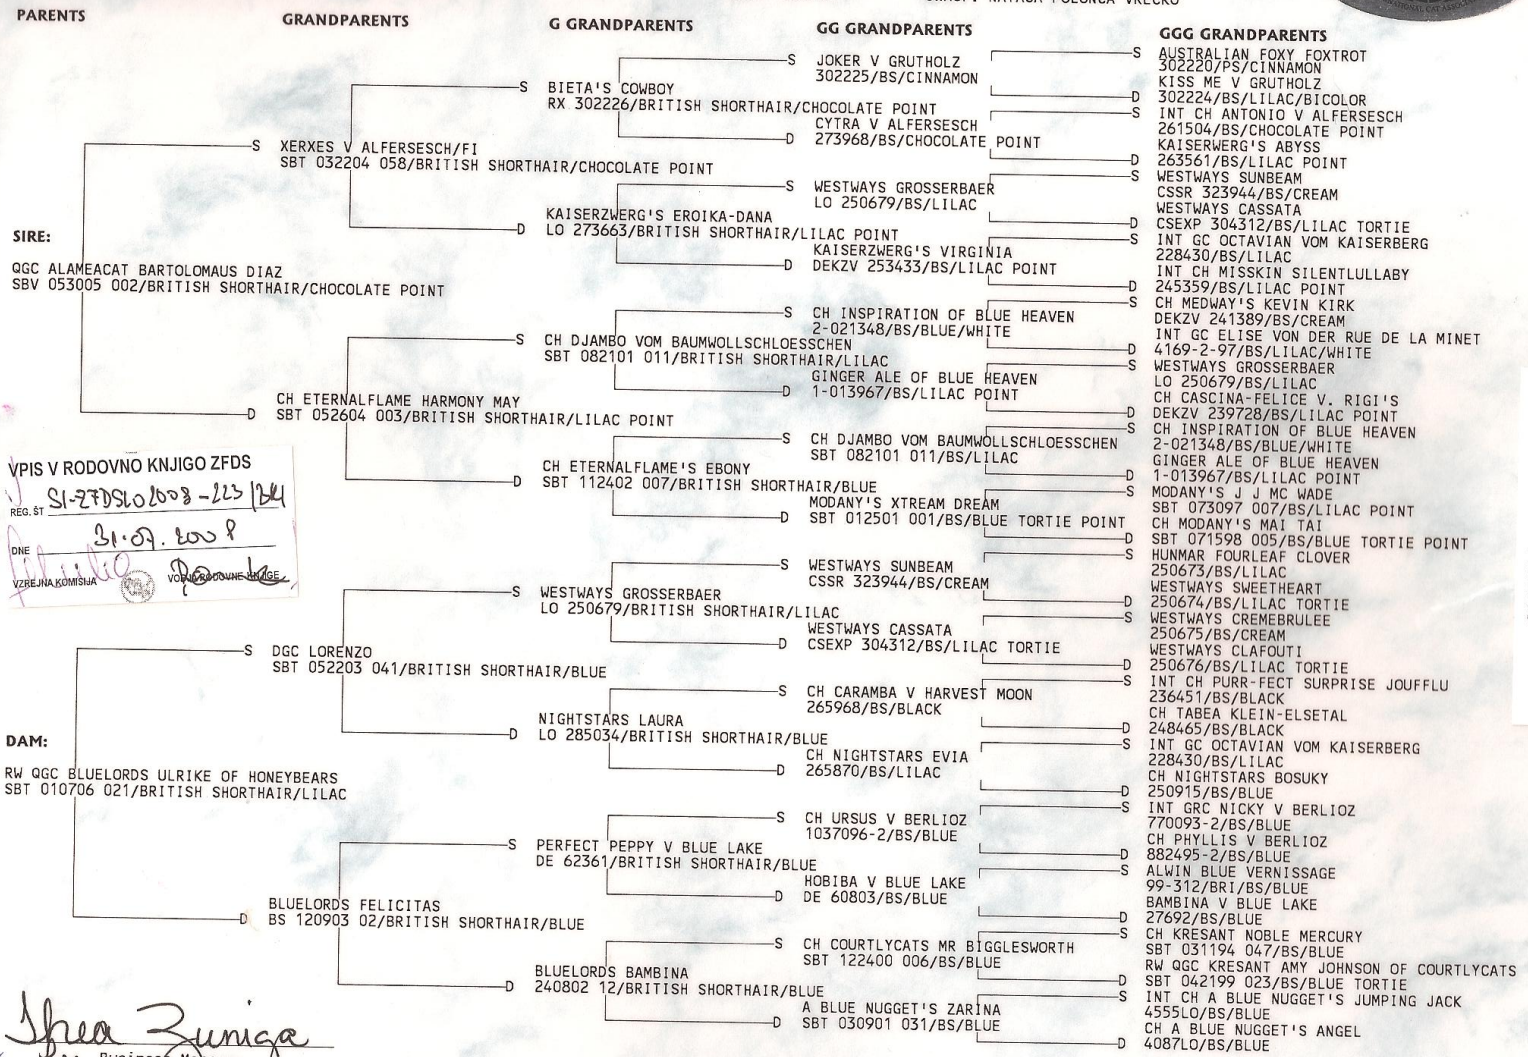 PARENTS
GRANDPARENTS
G GRANDPARENTS
GG GRANDPARENTS
GGG GRANDPARENTS
SIRE:
QGC ALAMEACAT BARTOLOMAUS DIAZ
SBV 053005 002/BRITISH SHORTHAIR/CHOCOLATE POINT
DAM:
RW QGC BLUELORDS ULRIKE OF HONEYBEARS
SBT 010706 021/BRITISH SHORTHAIR/LILAC
S XERXES V ALFERSESCH/FI
SBT 032204 058/BRITISH SHORTHAIR/CHOCOLATE POINT
D CH ETERNALFLAME HARMONY MAY
SBT 052604 003/BRITISH SHORTHAIR/LILAC POINT
S DGC LORENZO
SBT 052203 041/BRITISH SHORTHAIR/BLUE
D BLUELORDS FELICITAS
BS 120903 02/BRITISH SHORTHAIR/BLUE
S BIETA'S COWBOY
RX 302226/BRITISH SHORTHAIR/CHOCOLATE POINT
D KAISERZWERG'S EROIKA-DANA
LO 273663/BRITISH SHORTHAIR/LILAC POINT
S CH DJAMBO VOM BAUMWOLLSCHLOESSCHEN
SBT 082101 011/BRITISH SHORTHAIR/LILAC
D CH ETERNALFLAME'S EBONY
SBT 112402 007/BRITISH SHORTHAIR/BLUE
S WESTWAYS GROSSERBAER
LO 250679/BRITISH SHORTHAIR/LILAC
D NIGHTSTARS LAURA
LO 285034/BRITISH SHORTHAIR/BLUE
S PERFECT PEPPY V BLUE LAKE
DE 62361/BRITISH SHORTHAIR/BLUE
D BLUELORDS BAMBINA
240802 12/BRITISH SHORTHAIR/BLUE
S JOKER V GRUTHOLZ
302225/BS/CINNAMON
D CYTRA V ALFERSESCH
273968/BS/CHOCOLATE POINT
S WESTWAYS GROSSERBAER
LO 250679/BS/LILAC
D KAISERZWERG'S VIRGINIA
DEKZV 253433/BS/LILAC POINT
S CH INSPIRATION OF BLUE HEAVEN
2-021348/BS/BLUE/WHITE
D GINGER ALE OF BLUE HEAVEN
1-013967/BS/LILAC POINT
S CH DJAMBO VOM BAUMWOLLSCHLOESSCHEN
SBT 082101 011/BS/LILAC
D MODANY'S XTREAM DREAM
SBT 012501 001/BS/BLUE TORTIE POINT
S WESTWAYS SUNBEAM
CSSR 323944/BS/CREAM
D WESTWAYS CASSATA
CSEXP 304312/BS/LILAC TORTIE
S CH CARAMBA V HARVEST MOON
265968/BS/BLACK
D CH NIGHTSTARS EVIA
265870/BS/LILAC
S CH URSUS V BERLIOZ
1037096-2/BS/BLUE
D HOBIBA V BLUE LAKE
DE 60803/BS/BLUE
S CH COURTLYCATS MR BIGGLESWORTH
SBT 122400 006/BS/BLUE
D A BLUE NUGGET'S ZARINA
SBT 030901 031/BS/BLUE
S AUSTRALIAN FOXY FOXTROT
302220/PS/CINNAMON
KISS ME V GRUTHOLZ
D 302224/BS/LILAC/BICOLOR
S INT CH ANTONIO V ALFERSESCH
261504/BS/CHOCOLATE POINT
KAISERWERG'S ABYSS
D 263561/BS/LILAC POINT
S WESTWAYS SUNBEAM
CSSR 323944/BS/CREAM
WESTWAYS CASSATA
D CSEXP 304312/BS/LILAC TORTIE
S INT GC OCTAVIAN VOM KAISERBERG
228430/BS/LILAC
INT CH MISSKIN SILENTLULLABY
D 245359/BS/LILAC POINT
S CH MEDWAY'S KEVIN KIRK
DEKZV 241389/BS/CREAM
INT GC ELISE VON DER RUE DE LA MINET
D 4169-2-97/BS/LILAC/WHITE
S WESTWAYS GROSSERBAER
LO 250679/BS/LILAC
CH CASCINA-FELICE V. RIGI'S
D DEKZV 239728/BS/LILAC POINT
S CH INSPIRATION OF BLUE HEAVEN
2-021348/BS/BLUE/WHITE
GINGER ALE OF BLUE HEAVEN
D 1-013967/BS/LILAC POINT
S MODANY'S J J MC WADE
SBT 073097 007/BS/LILAC POINT
CH MODANY'S MAI TAI
D SBT 071598 005/BS/BLUE TORTIE POINT
S HUNMAR FOURLEAF CLOVER
250673/BS/LILAC
WESTWAYS SWEETHEART
D 250674/BS/LILAC TORTIE
S WESTWAYS CREMEBRULEE
250675/BS/CREAM
WESTWAYS CLAFOUTI
D 250676/BS/LILAC TORTIE
S INT CH PURR-FECT SURPRISE JOUFFLU
236451/BS/BLACK
CH TABEA KLEIN-ELSETAL
D 248465/BS/BLACK
S INT GC OCTAVIAN VOM KAISERBERG
228430/BS/LILAC
CH NIGHTSTARS BOSUKY
D 250915/BS/BLUE
S INT GRC NICKY V BERLIOZ
770093-2/BS/BLUE
CH PHYLLIS V BERLIOZ
D 882495-2/BS/BLUE
S ALWIN BLUE VERNISSAGE
99-312/BRI/BS/BLUE
BAMBINA V BLUE LAKE
D 27692/BS/BLUE
S CH KRESANT NOBLE MERCURY
SBT 031194 047/BS/BLUE
RW QGC KRESANT AMY JOHNSON OF COURTLYCATS
D SBT 042199 023/BS/BLUE TORTIE
S INT CH A BLUE NUGGET'S JUMPING JACK
4555LO/BS/BLUE
CH A BLUE NUGGET'S ANGEL
D 4087LO/BS/BLUE
VPIS V RODOVNO KNJIGO ZFDS
REG. ŠT
DNE 31.07.2008
VZREJNA KOMISIJA VODJA RODOVNE KNJIGE
Business